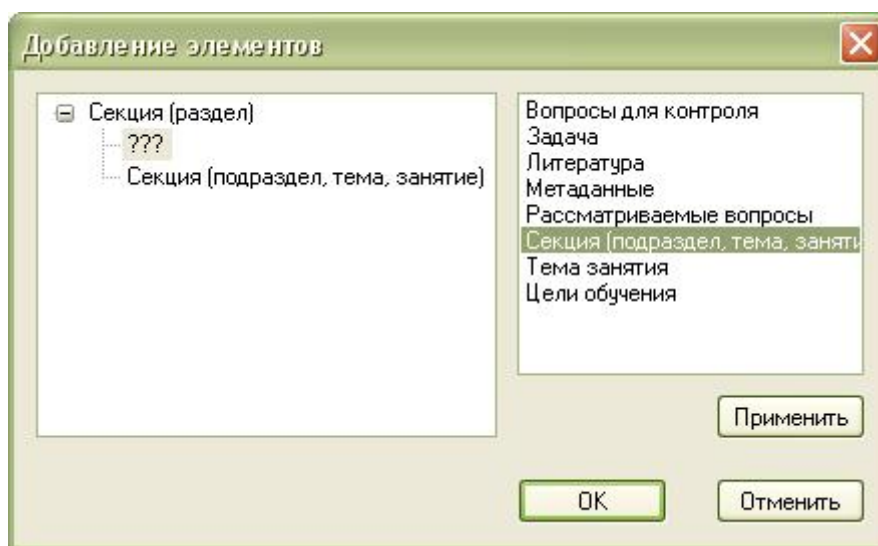 Добавление элементов
Секция (раздел)
???
Секция (подраздел, тема, занятие)
Вопросы для контроля
Задача
Литература
Метаданные
Рассматриваемые вопросы
Секция (подраздел, тема, заняти
Тема занятия
Цели обучения
Применить
OK
Отменить